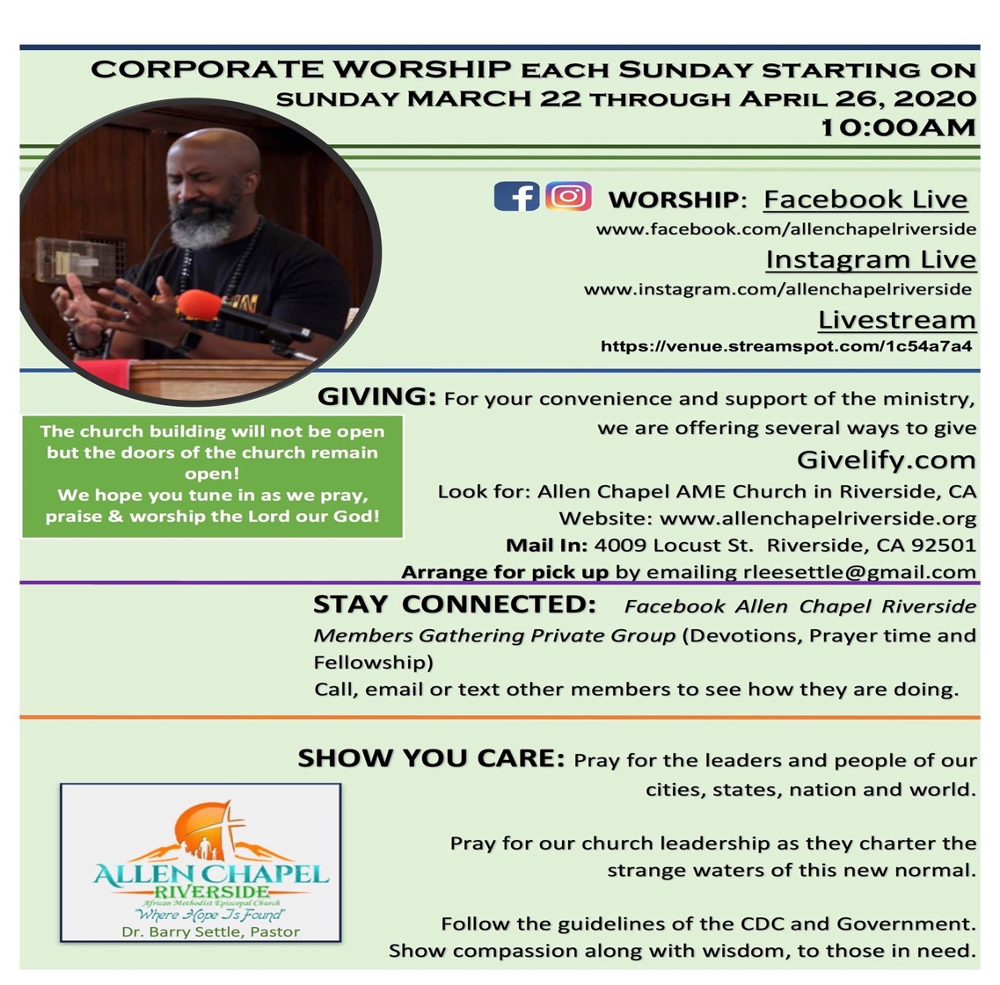 CORPORATE WORSHIP EACH SUNDAY STARTING ON
SUNDAY MARCH 22 THROUGH APRIL 26, 2020
10:00AM
WORSHIP: Facebook Live
www.facebook.com/allenchapelriverside
Instagram Live
www.instagram.com/allenchapelriverside
Livestream
https://venue.streamspot.com/1c54a7a4
GIVING: For your convenience and support of the ministry,
we are offering several ways to give
Givelify.com
Look for: Allen Chapel AME Church in Riverside, CA
Website: www.allenchapelriverside.org
Mail In: 4009 Locust St. Riverside, CA 92501
Arrange for pick up by emailing rleesettle@gmail.com
The church building will not be open
but the doors of the church remain
open!
We hope you tune in as we pray,
praise & worship the Lord our God!
STAY CONNECTED: Facebook Allen Chapel Riverside
Members Gathering Private Group (Devotions, Prayer time and
Fellowship)
Call, email or text other members to see how they are doing.
SHOW YOU CARE: Pray for the leaders and people of our
cities, states, nation and world.
Pray for our church leadership as they charter the
strange waters of this new normal.
Follow the guidelines of the CDC and Government.
Show compassion along with wisdom, to those in need.
ALLEN CHAPEL
RIVERSIDE
African Methodist Episcopal Church
"Where Hope Is Found"
Dr. Barry Settle, Pastor